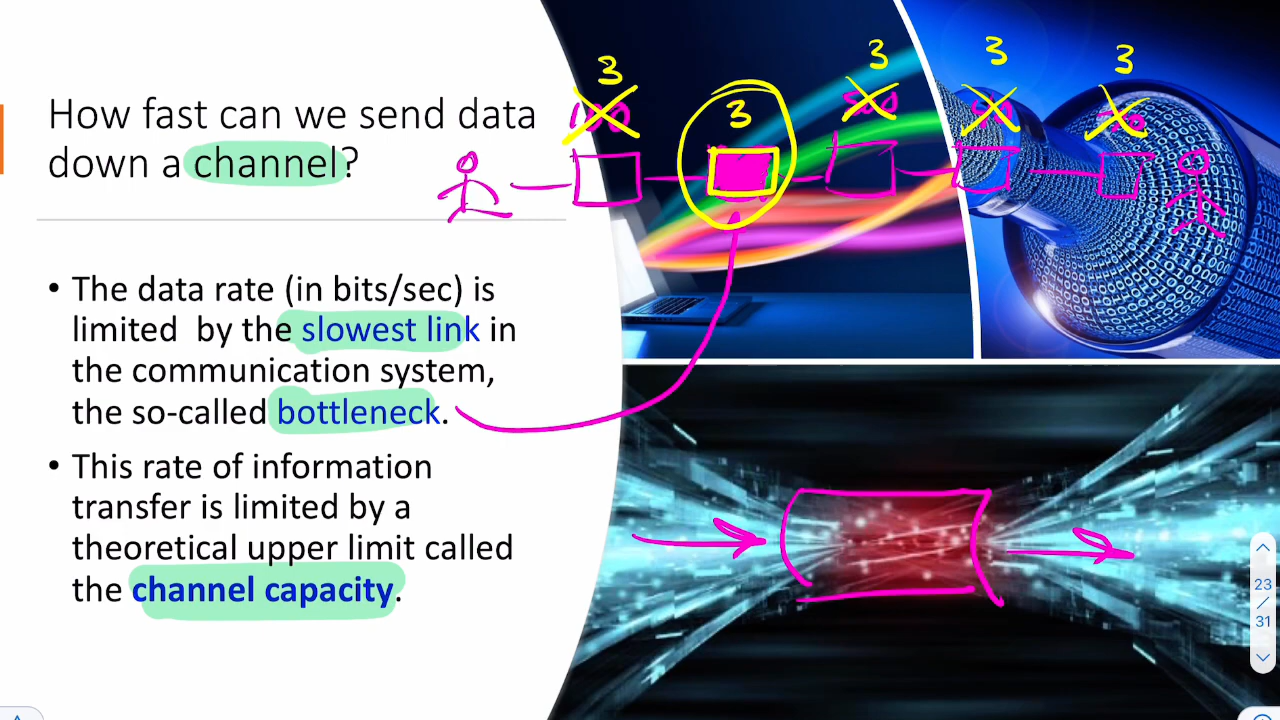 How fast can we send data
down a channel?
• The data rate (in bits/sec) is
limited by the slowest link in
the communication system,
the so-called bottleneck.
• This rate of information
transfer is limited by a
theoretical upper limit called
the channel capacity.
3
3
3
3
3
23
/
31